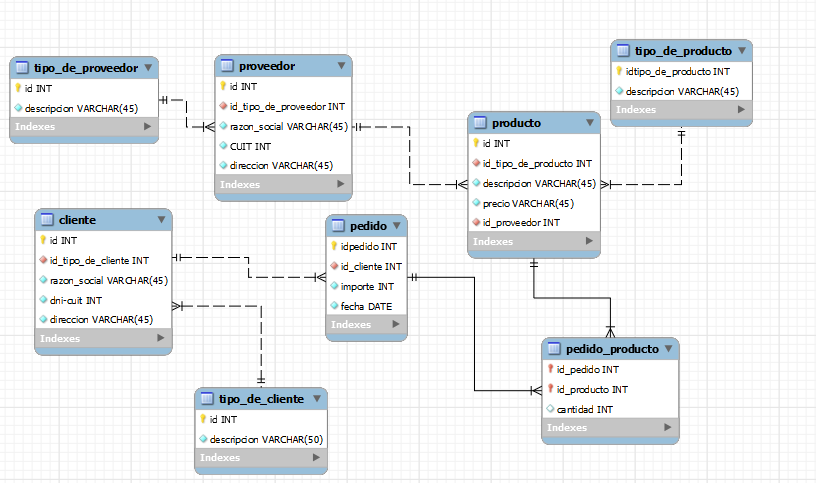 tipo_de_proveedor
id INT
descripcion VARCHAR(45)
Indexes
proveedor
id INT
id_tipo_de_proveedor INT
razon_social VARCHAR(45)
CUIT INT
direccion VARCHAR(45)
Indexes
tipo_de_producto
idtipo_de_producto INT
descripcion VARCHAR(45)
Indexes
producto
id INT
id_tipo_de_producto INT
descripcion VARCHAR(45)
precio VARCHAR(45)
id_proveedor INT
Indexes
cliente
id INT
id_tipo_de_cliente INT
razon_social VARCHAR(45)
dni-cuit INT
direccion VARCHAR(45)
Indexes
pedido
idpedido INT
id_cliente INT
importe INT
fecha DATE
Indexes
pedido_producto
id_pedido INT
id_producto INT
cantidad INT
Indexes
tipo_de_cliente
id INT
descripcion VARCHAR(50)
Indexes